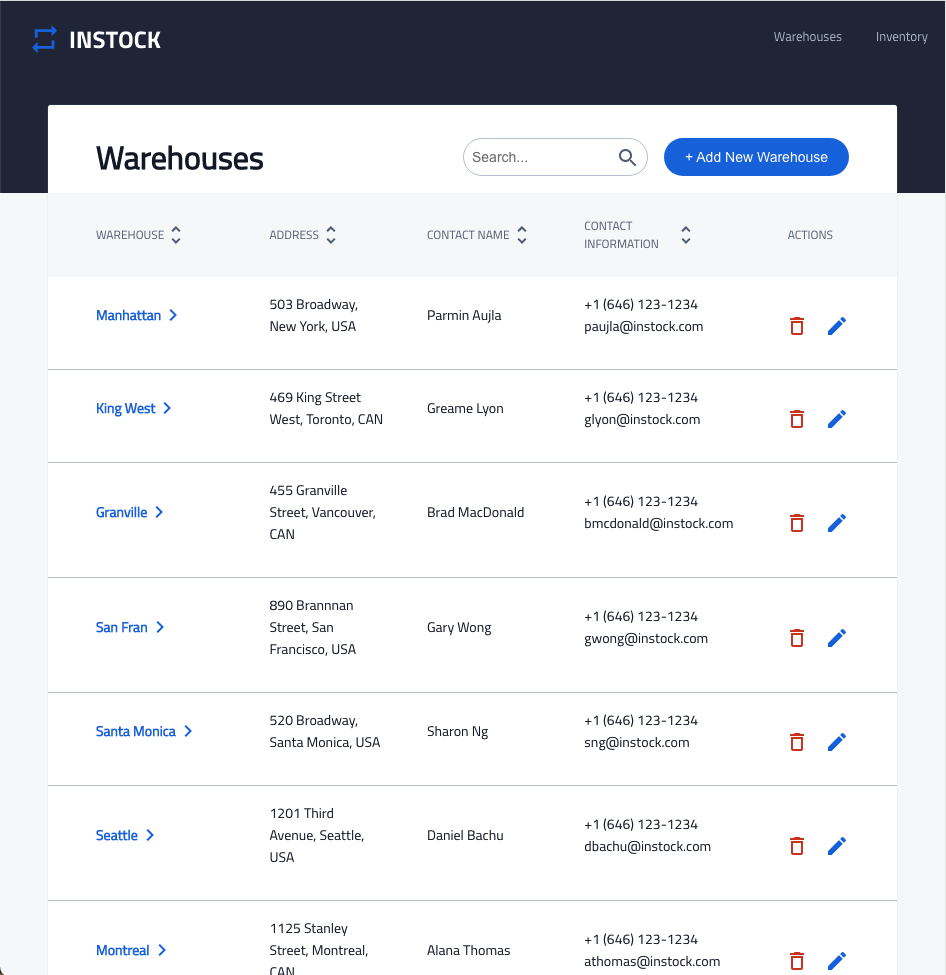 INSTOCK
Warehouses
Inventory
Warehouses
Search...
+ Add New Warehouse
WAREHOUSE
ADDRESS
CONTACT NAME
CONTACT
INFORMATION
ACTIONS
Manhattan
503 Broadway,
New York, USA
Parmin Aujla
+1 (646) 123-1234
paujla@instock.com
King West
469 King Street
West, Toronto, CAN
Greame Lyon
+1 (646) 123-1234
glyon@instock.com
Granville
455 Granville
Street, Vancouver,
CAN
Brad MacDonald
+1 (646) 123-1234
bmcdonald@instock.com
San Fran
890 Brannnan
Street, San
Francisco, USA
Gary Wong
+1 (646) 123-1234
gwong@instock.com
Santa Monica
520 Broadway,
Santa Monica, USA
Sharon Ng
+1 (646) 123-1234
sng@instock.com
Seattle
1201 Third
Avenue, Seattle,
USA
Daniel Bachu
+1 (646) 123-1234
dbachu@instock.com
Montreal
1125 Stanley
Street, Montreal,
CAN
Alana Thomas
+1 (646) 123-1234
athomas@instock.com